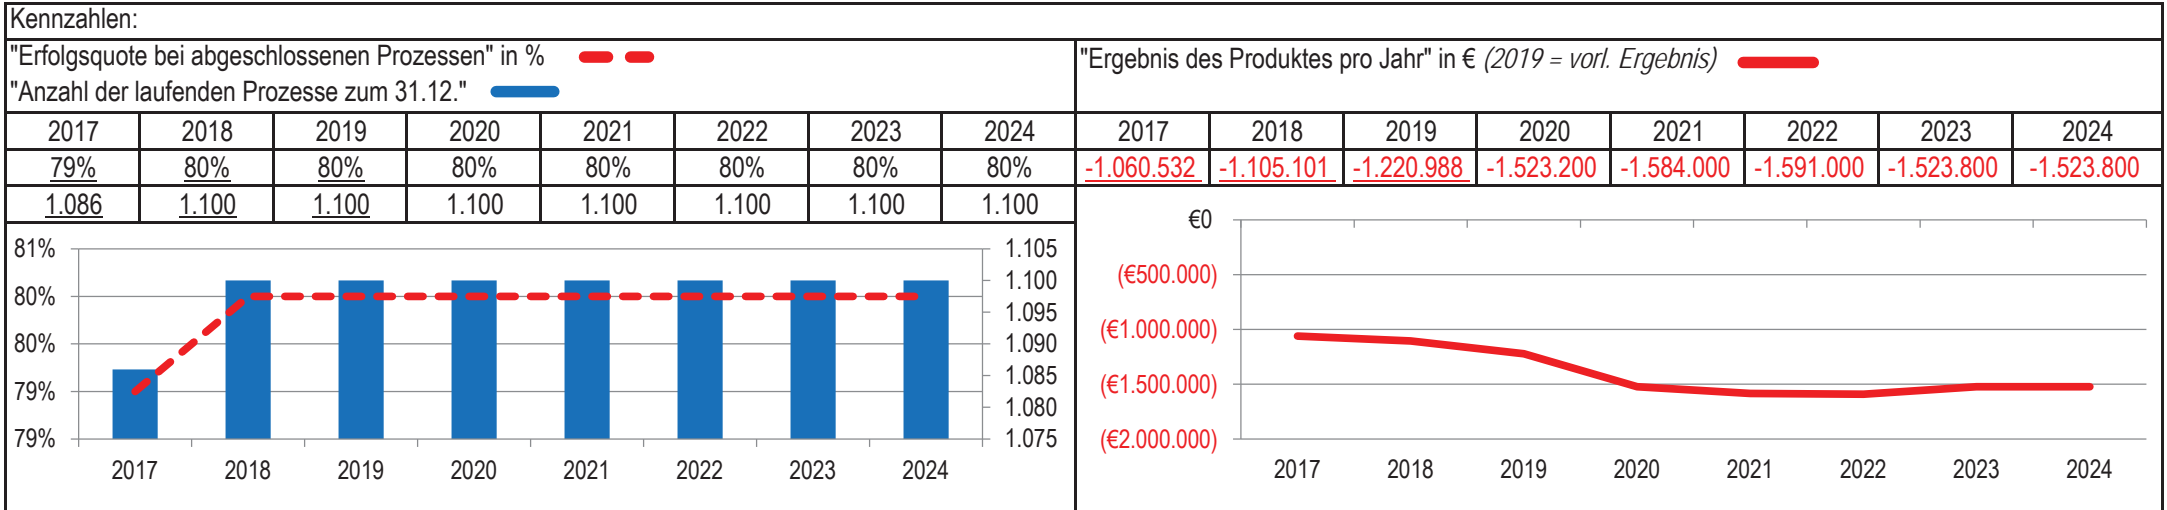 Kennzahlen:
"Erfolgsquote bei abgeschlossenen Prozessen" in %
"Anzahl der laufenden Prozesse zum 31.12."
"Ergebnis des Produktes pro Jahr" in € (2019 = vorl. Ergebnis)
2017 2018 2019 2020 2021 2022 2023 2024 2017 2018 2019 2020 2021 2022 2023 2024
79% 80% 80% 80% 80% 80% 80% 80% -1.060.532 -1.105.101 -1.220.988 -1.523.200 -1.584.000 -1.591.000 -1.523.800 -1.523.800
1.086 1.100 1.100 1.100 1.100 1.100 1.100 1.100
81%
80%
80%
79%
79%
1.105
1.100
1.095
1.090
1.085
1.080
1.075
2017 2018 2019 2020 2021 2022 2023 2024
€0
(€500.000)
(€1.000.000)
(€1.500.000)
(€2.000.000)
2017 2018 2019 2020 2021 2022 2023 2024